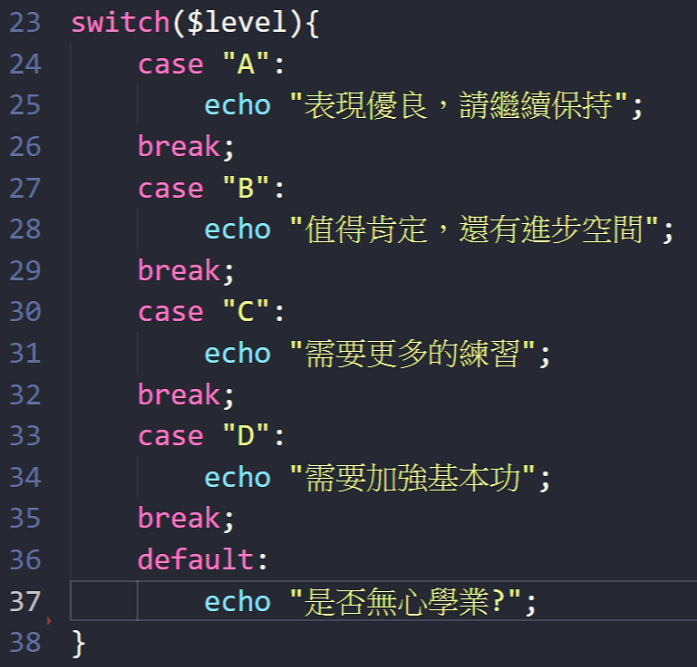 23 switch($level){
24 case "A":
25 echo "表現優良，請繼續保持";
26 break;
27 case "B":
28 echo "值得肯定，還有進步空間";
29 break;
30 case "C":
31 echo "需要更多的練習";
32 break;
33 case "D":
34 echo "需要加強基本功";
35 break;
36 default:
37 echo "是否無心學業?";
38 }